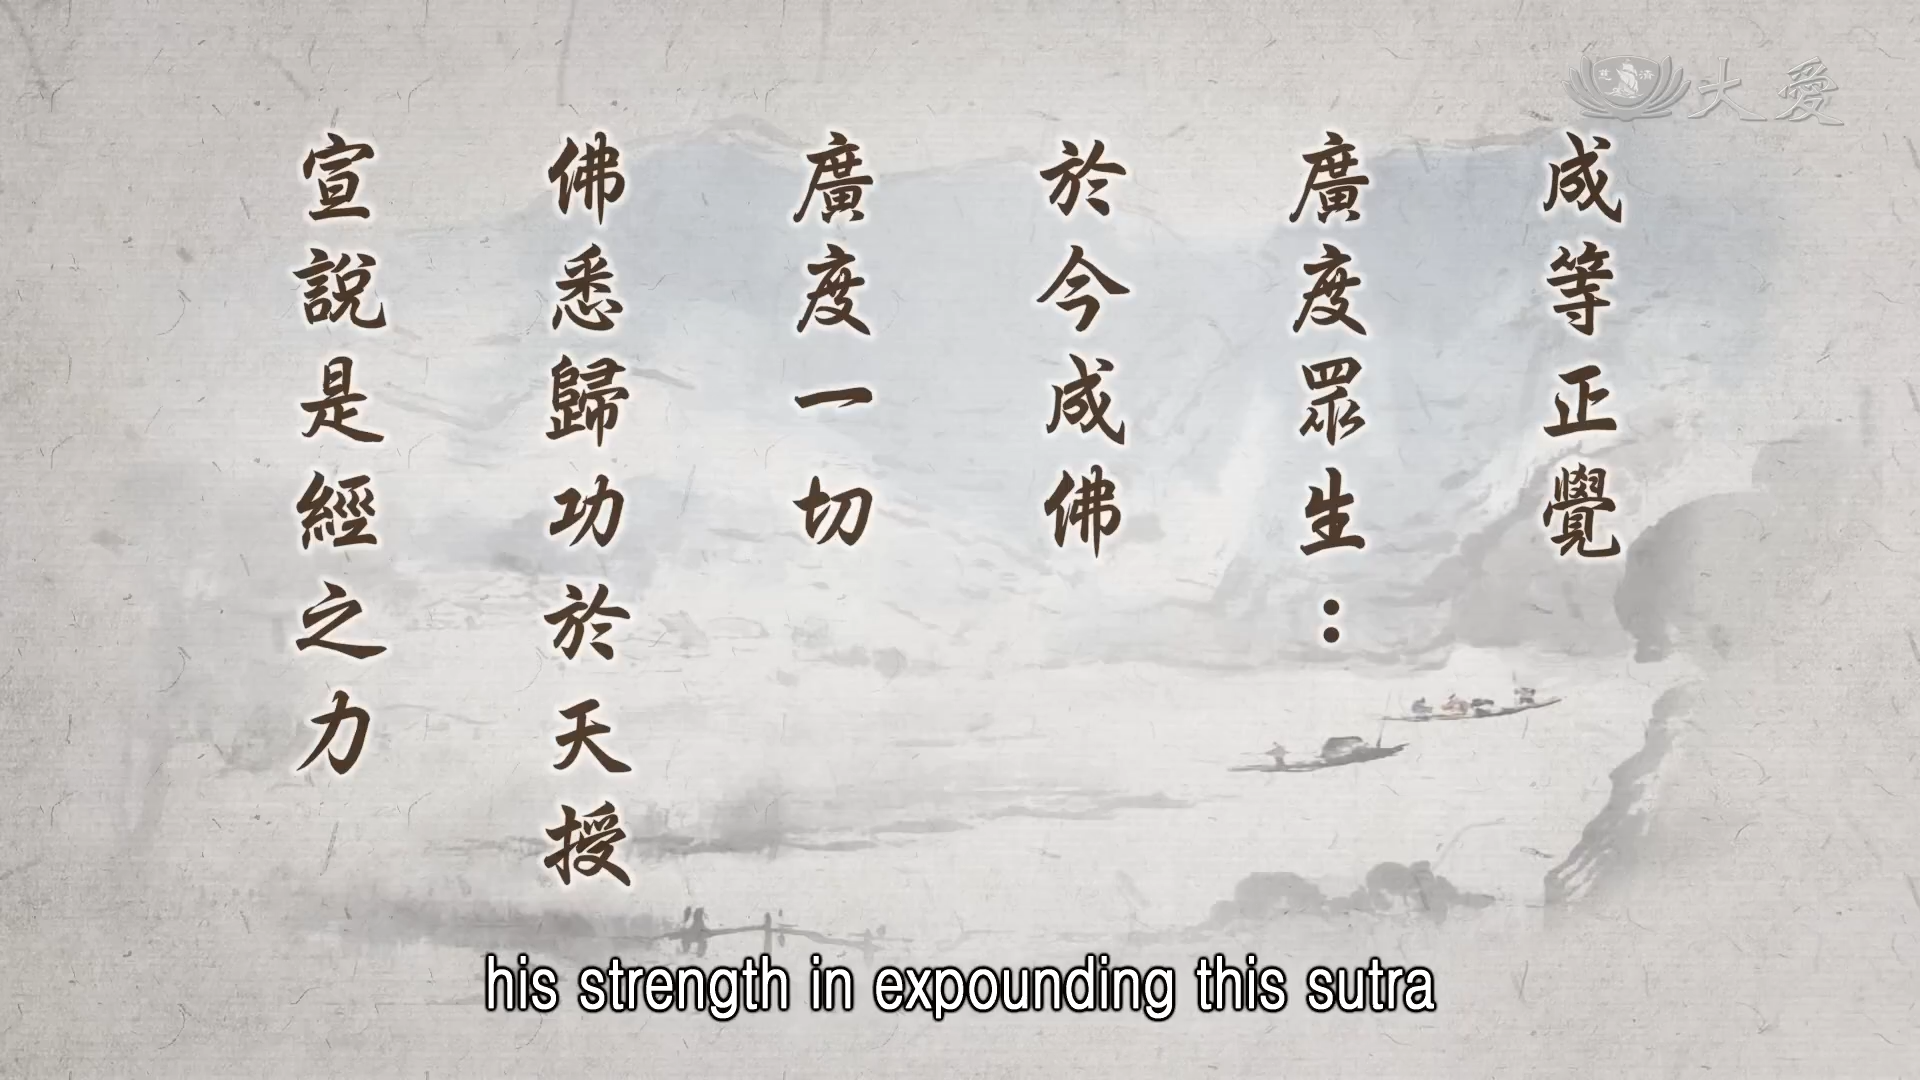 大愛
成等正覺
廣度眾生：
於今成佛
廣度一切
佛悉歸功於天授
宣說是經之力
his strength in expounding this sutra